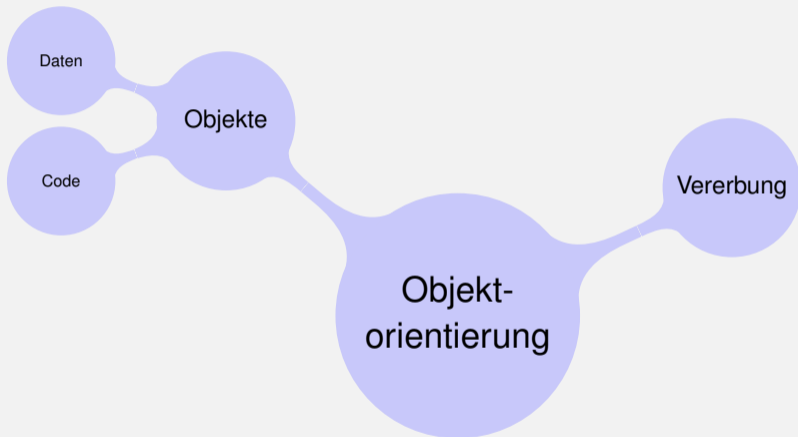 Daten
Objekte
Code
Vererbung
Objekt-
orientierung